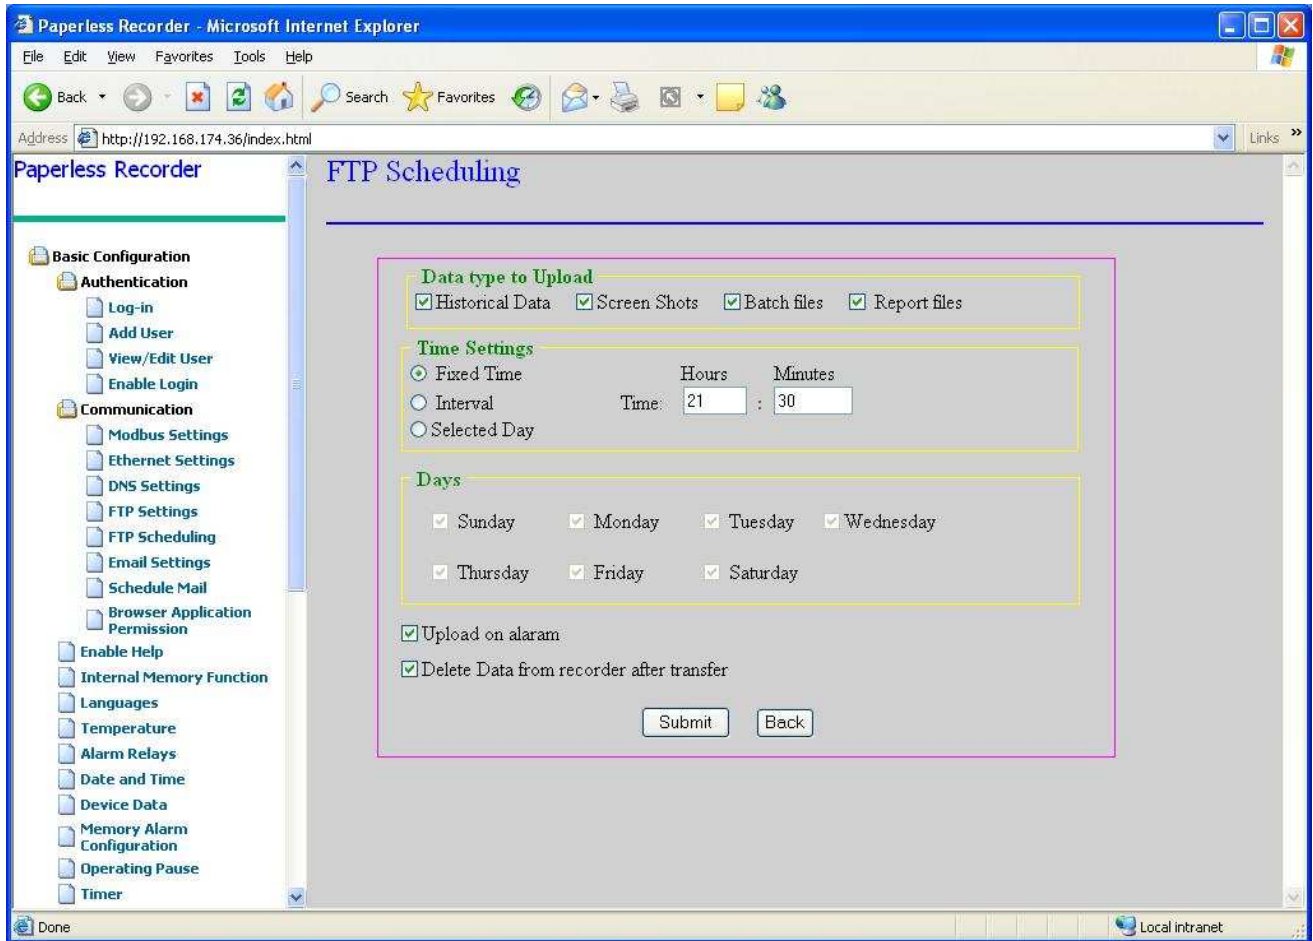 Paperless Recorder - Microsoft Internet Explorer
File Edit View Favorites Tools Help
Back Search Favorites
Address http://192.168.174.36/index.html Links »
Paperless Recorder
Basic Configuration
Authentication
Log-in
Add User
View/Edit User
Enable Login
Communication
Modbus Settings
Ethernet Settings
DNS Settings
FTP Settings
FTP Scheduling
Email Settings
Schedule Mail
Browser Application
Permission
Enable Help
Internal Memory Function
Languages
Temperature
Alarm Relays
Date and Time
Device Data
Memory Alarm
Configuration
Operating Pause
Timer
FTP Scheduling
Data type to Upload
Historical Data Screen Shots Batch files Report files
Time Settings
Fixed Time Hours Minutes
Interval Time: 21 : 30
Selected Day
Days
Sunday Monday Tuesday Wednesday
Thursday Friday Saturday
Upload on alaram
Delete Data from recorder after transfer
Submit Back
Done Local intranet